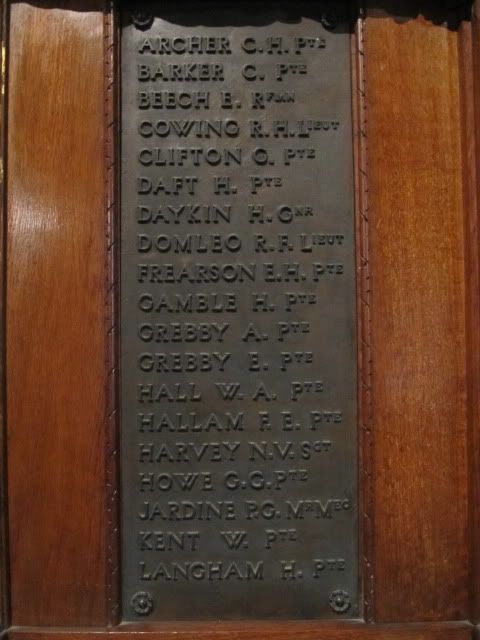 ARCHER G. H. PTE
BARKER C. PTE
BEECH E. RFMN
COWING R. H. LIEUT
CLIFTON G. PTE
DAFT H. PTE
DAYKIN H. GNR
DOMLEO R. F. LIEUT
FREARSON E. H. PTE
GAMBLE H. PTE
GREBBY A. PTE
GREBBY E. PTE
HALL W. A. PTE
HALLAM F. E. PTE
HARVEY N. V. SGT
HOWE G. G. PTE
JARDINE P. G.
KENT W. PTE
LANGHAM H. PTE